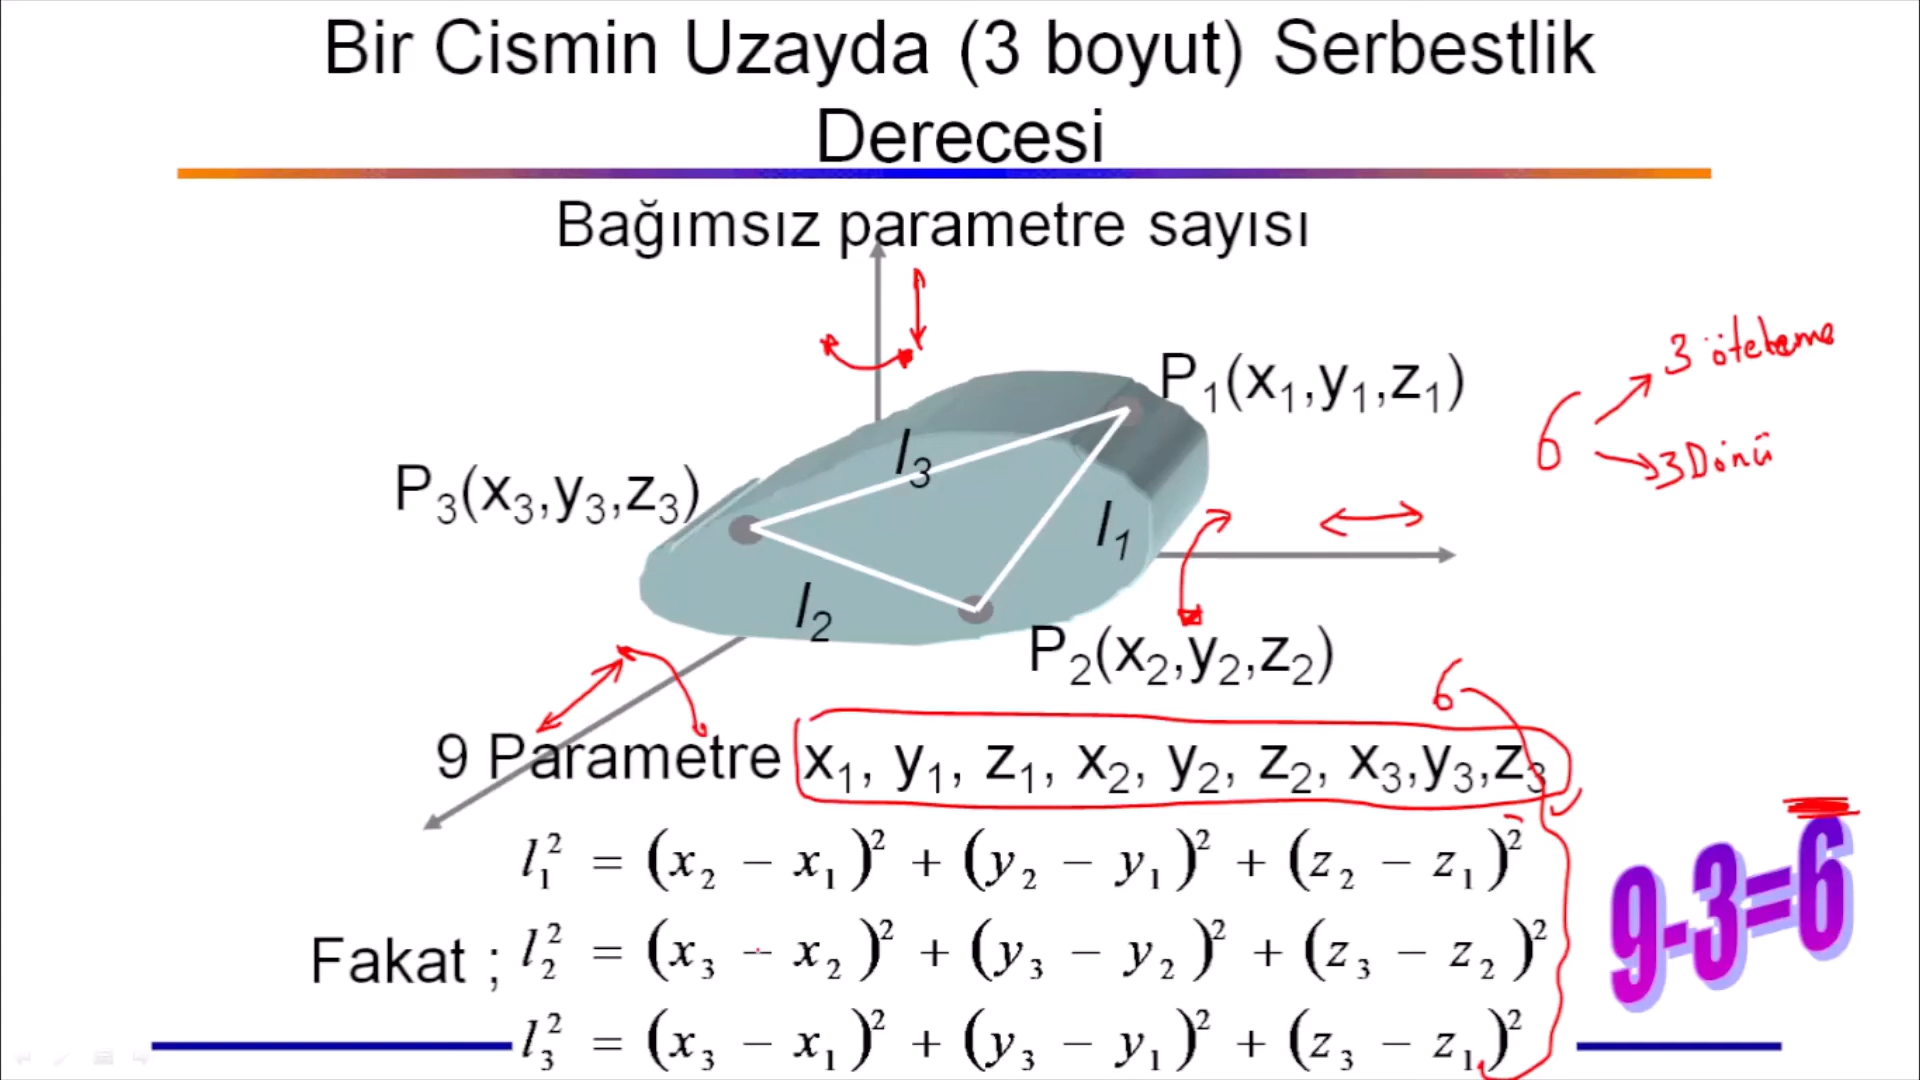 Bir Cismin Uzayda (3 boyut) Serbestlik
Derecesi
Bağımsız parametre sayısı
P₁(x₁,y₁,z₁)
3 öteleme
6
3 Dönü
l₃
P₃(x₃,y₃,z₃)
l₁
l₂
P₂(x₂,y₂,z₂)
6
9 Parametre x₁, y₁, z₁, x₂, y₂, z₂, x₃,y₃,z₃
l₁² = (x₂ − x₁)² + (y₂ − y₁)² + (z₂ − z₁)²
9-3=6
Fakat ; l₂² = (x₃ − x₂)² + (y₃ − y₂)² + (z₃ − z₂)²
l₃² = (x₃ − x₁)² + (y₃ − y₁)² + (z₃ − z₁)²